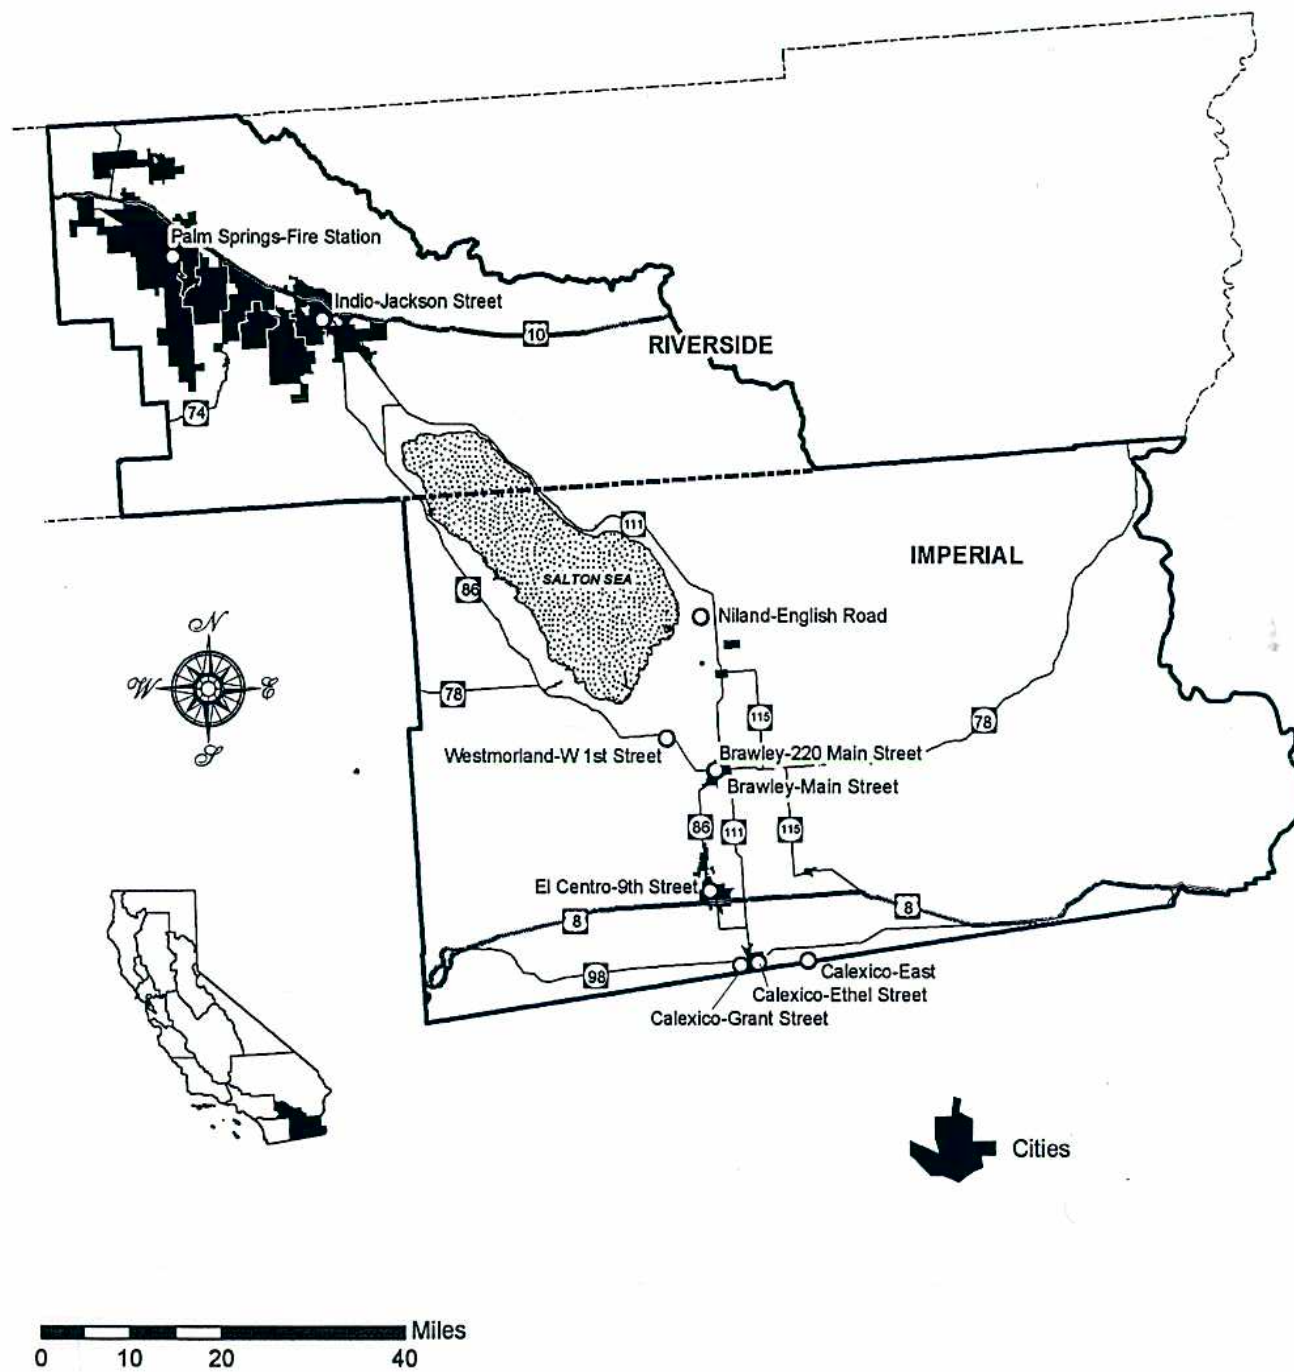 Palm Springs-Fire Station
Indio-Jackson Street
10
RIVERSIDE
74
111
IMPERIAL
SALTON SEA
86
Niland-English Road
N
W
E
S
78
115
78
Westmorland-W 1st Street
Brawley-220 Main Street
Brawley-Main Street
86
111
115
El Centro-9th Street
8
8
98
Calexico-East
Calexico-Ethel Street
Calexico-Grant Street
Cities
Miles
0
10
20
40